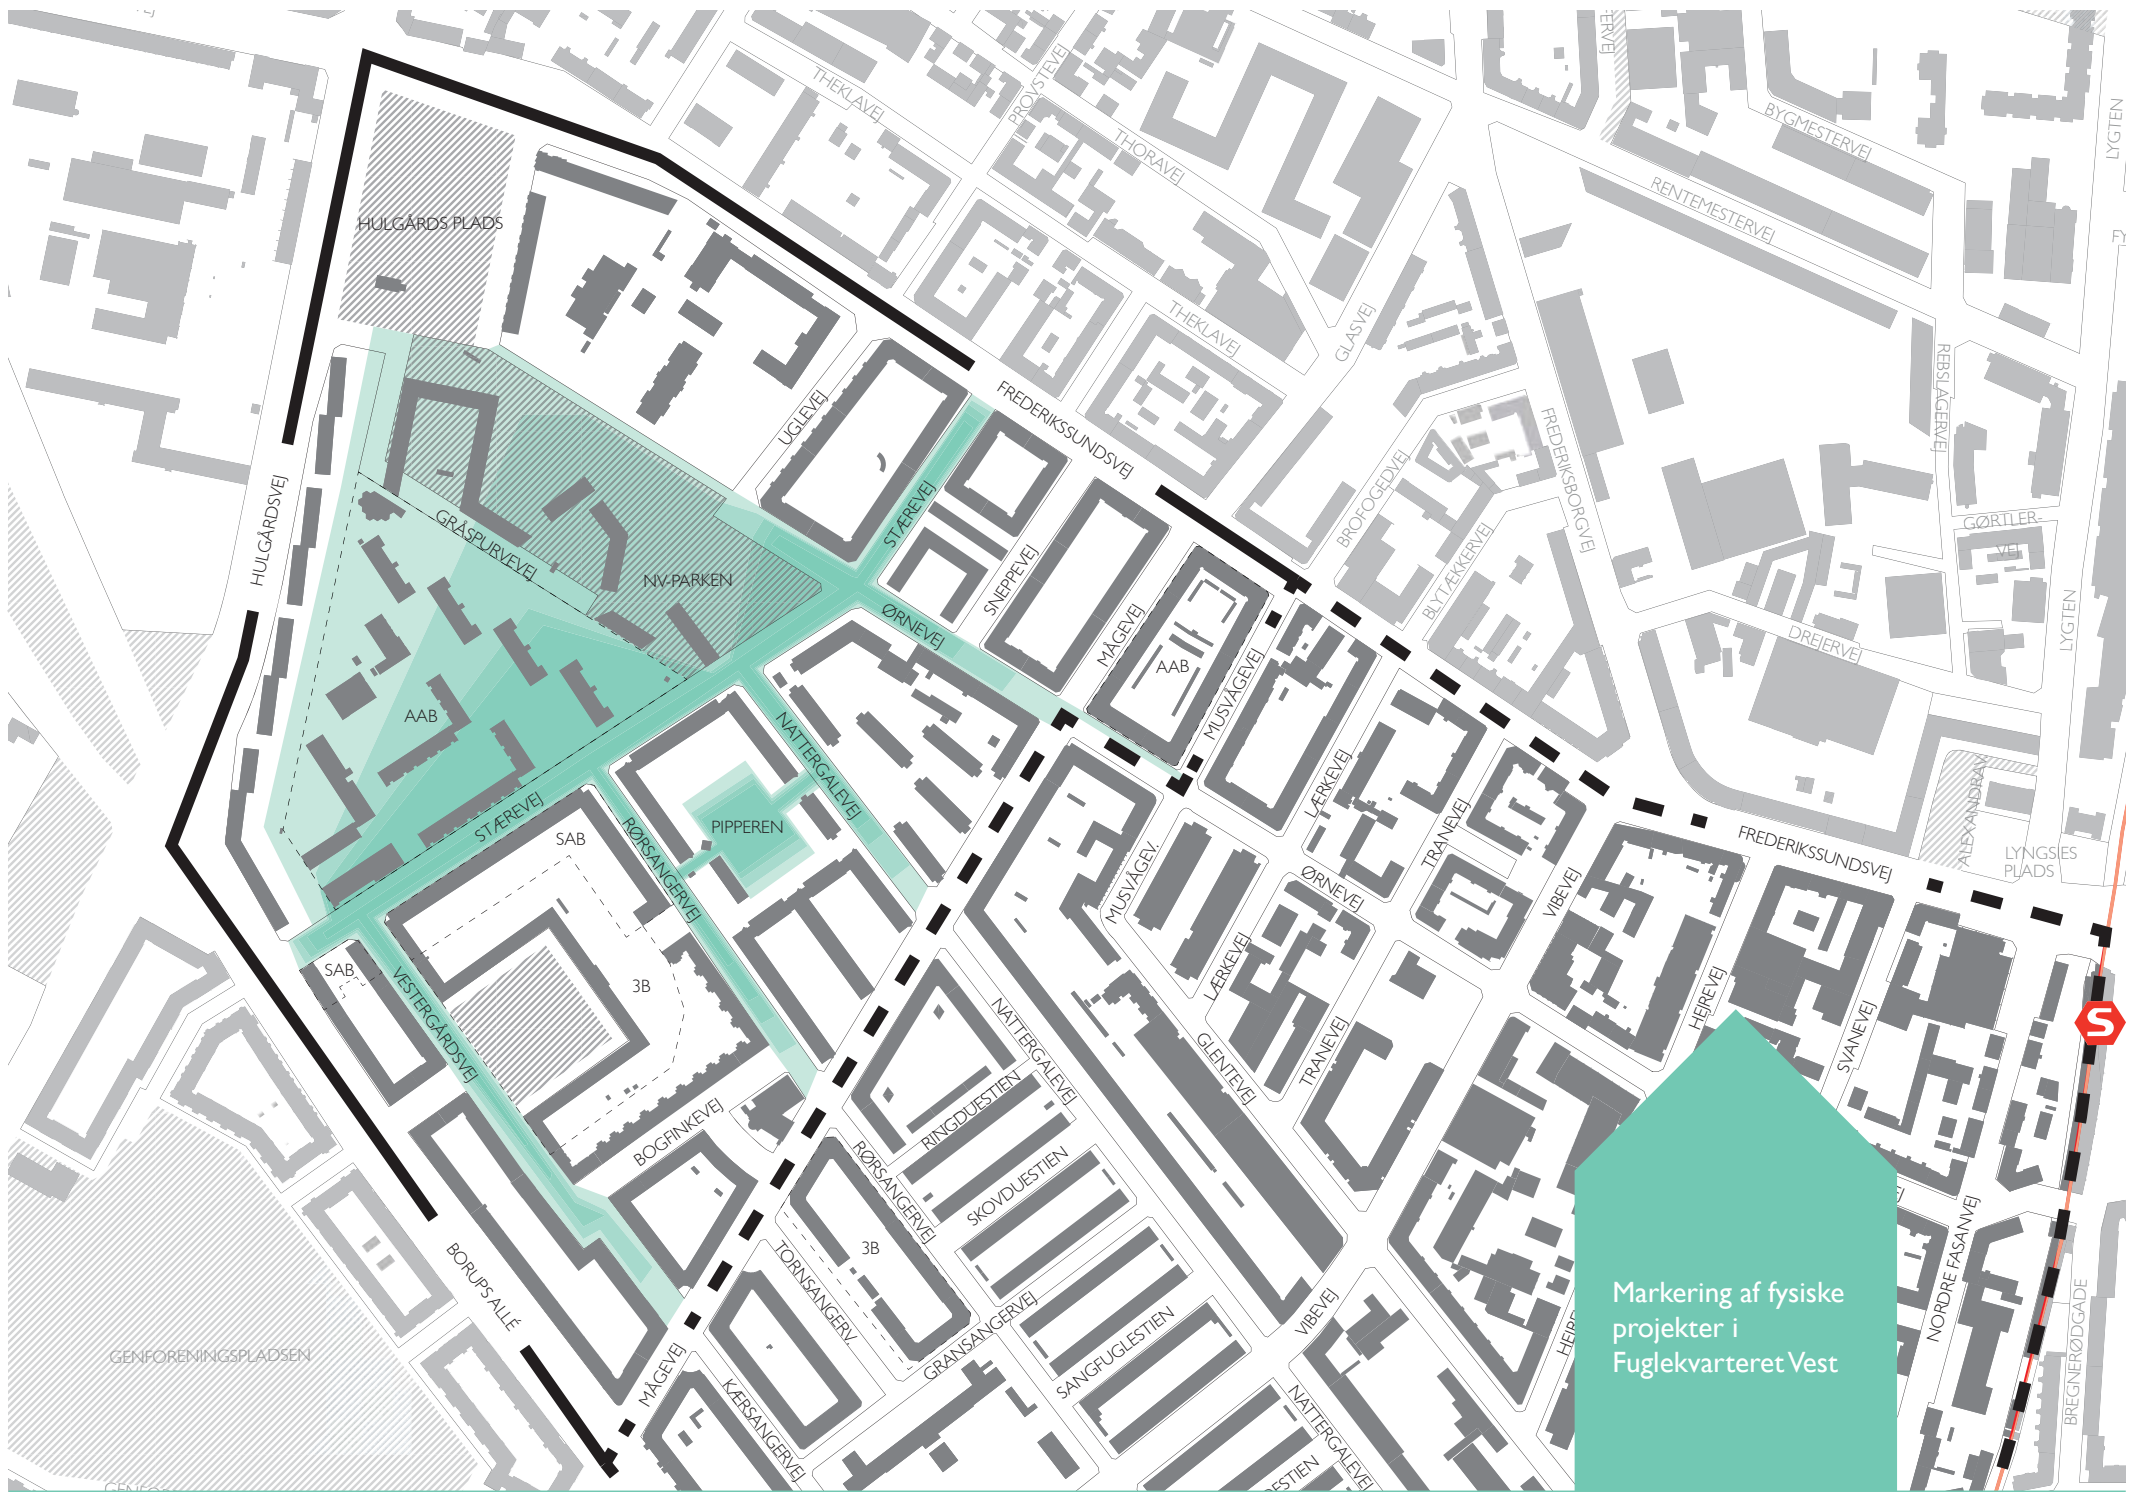 THEKLAVEJ
PROVSTEVEJ
THORAVEJ
BYGMESTERVEJ
LYGTEN
RENTEMESTERVEJ
HULGÅRDS PLADS
THEKLAVEJ
GLASVEJ
REBSLAGERVEJ
UGLEVEJ
FREDERIKSSUNDSVEJ
FREDERIKSBORGVEJ
BROFOGEDVEJ
HULGÅRDSVEJ
GRÅSPURVEVEJ
STÆREVEJ
NV-PARKEN
SNEPPEVEJ
ØRNEVEJ
MÅGEVEJ
AAB
MUSVÅGEVEJ
BLYTÆKKERVEJ
GØRTLER-
VEJ
LYGTEN
DREJERVEJ
AAB
NATTERGALEVEJ
LÆRKEVEJ
TRANEVEJ
STÆREVEJ
SAB
RØRSANGERVEJ
PIPPEREN
MUSVÅGEV.
ØRNEVEJ
VIBEVEJ
FREDERIKSSUNDSVEJ
ALEXANDRAV.
LYNGSIES
PLADS
SAB
VESTERGÅRDSVEJ
3B
LÆRKEVEJ
HEJREVEJ
SVANEVEJ
S
NATTERGALEVEJ
GLENTEVEJ
TRANEVEJ
RINGDUESTIEN
BOGFINKEVEJ
RØRSANGERVEJ
SKOVDUESTIEN
3B
TORNSANGERV.
BORUPS ALLÉ
GRANSANGERVEJ
SANGFUGLESTIEN
VIBEVEJ
NORDRE FASANVEJ
BREGNERØDGADE
GENFORENINGSPLADSEN
MÅGEVEJ
KÆRSANGERVEJ
NATTERGALEVEJ
Markering af fysiske
projekter i
Fuglekvarteret Vest